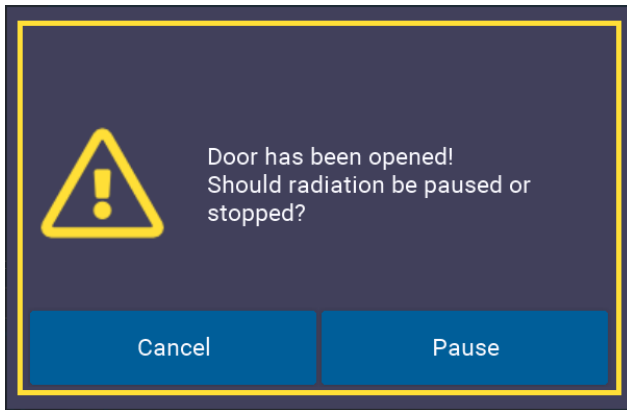 Door has been opened!
Should radiation be paused or
stopped?
Cancel
Pause